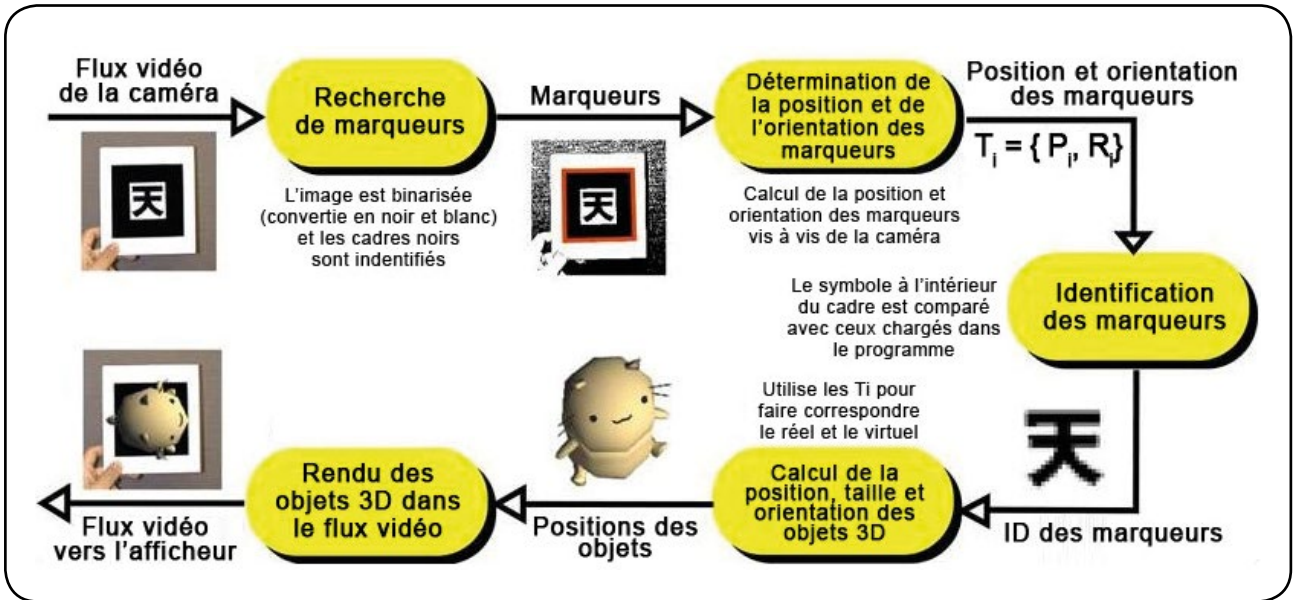 Flux vidéo
de la caméra
Recherche
de marqueurs
L'image est binarisée
(convertie en noir et blanc)
et les cadres noirs
sont indentifiés
天
Marqueurs
天
Détermination de
la position et de
l'orientation des
marqueurs
Calcul de la position et
orientation des marqueurs
vis à vis de la caméra
Position et orientation
des marqueurs
Ti = { Pi, Ri}
Identification
des marqueurs
Le symbole à l'intérieur
du cadre est comparé
avec ceux chargés dans
le programme
天
ID des marqueurs
Utilise les Ti pour
faire correspondre
le réel et le virtuel
Calcul de la
position, taille et
orientation des
objets 3D
Positions des
objets
Rendu des
objets 3D dans
le flux vidéo
Flux vidéo
vers l'afficheur